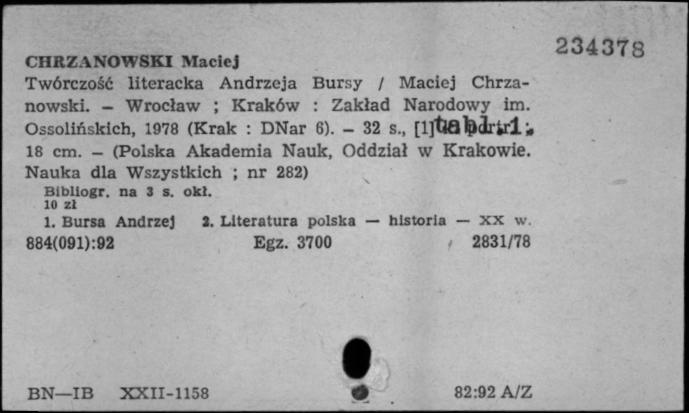 234378
CHRZANOWSKI Maciej
Twórczość literacka Andrzeja Bursy / Maciej Chrza-
nowski. — Wrocław ; Kraków : Zakład Narodowy im.
Ossolińskich, 1978 (Krak : DNar 6). — 32 s., [1]
18 cm. — (Polska Akademia Nauk, Oddział w Krakowie.
Nauka dla Wszystkich ; nr 282)
Bibliogr. na 3 s. okł.
10 zł
1. Bursa Andrzej 2. Literatura polska — historia — XX w.
884(091):92 Egz. 3700 2831/78
BN—IB XXII-1158 82:92 A/Z